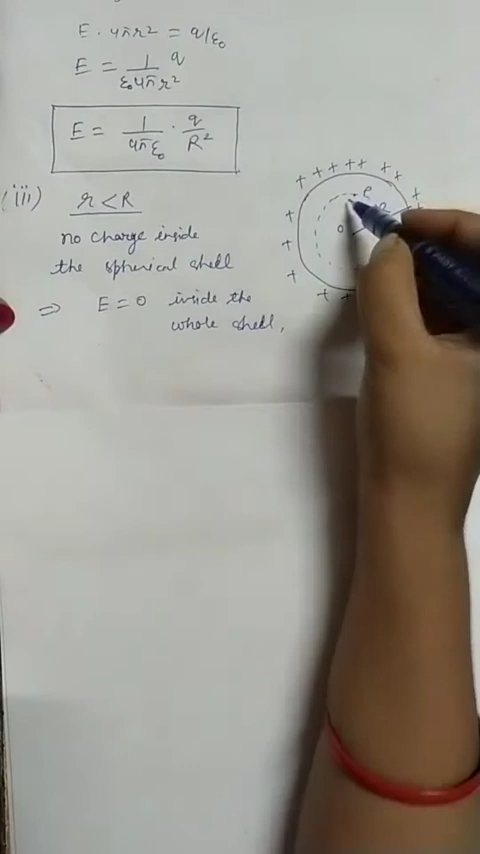 E · 4πr² = q/ε₀
E = 1/ε₀4πr² q
E = 1/4πε₀ · q/R²
(iii) r < R
no charge inside
the spherical shell
⇒ E = 0 inside the
whole shell,
+ + + + + + +
P
R
O